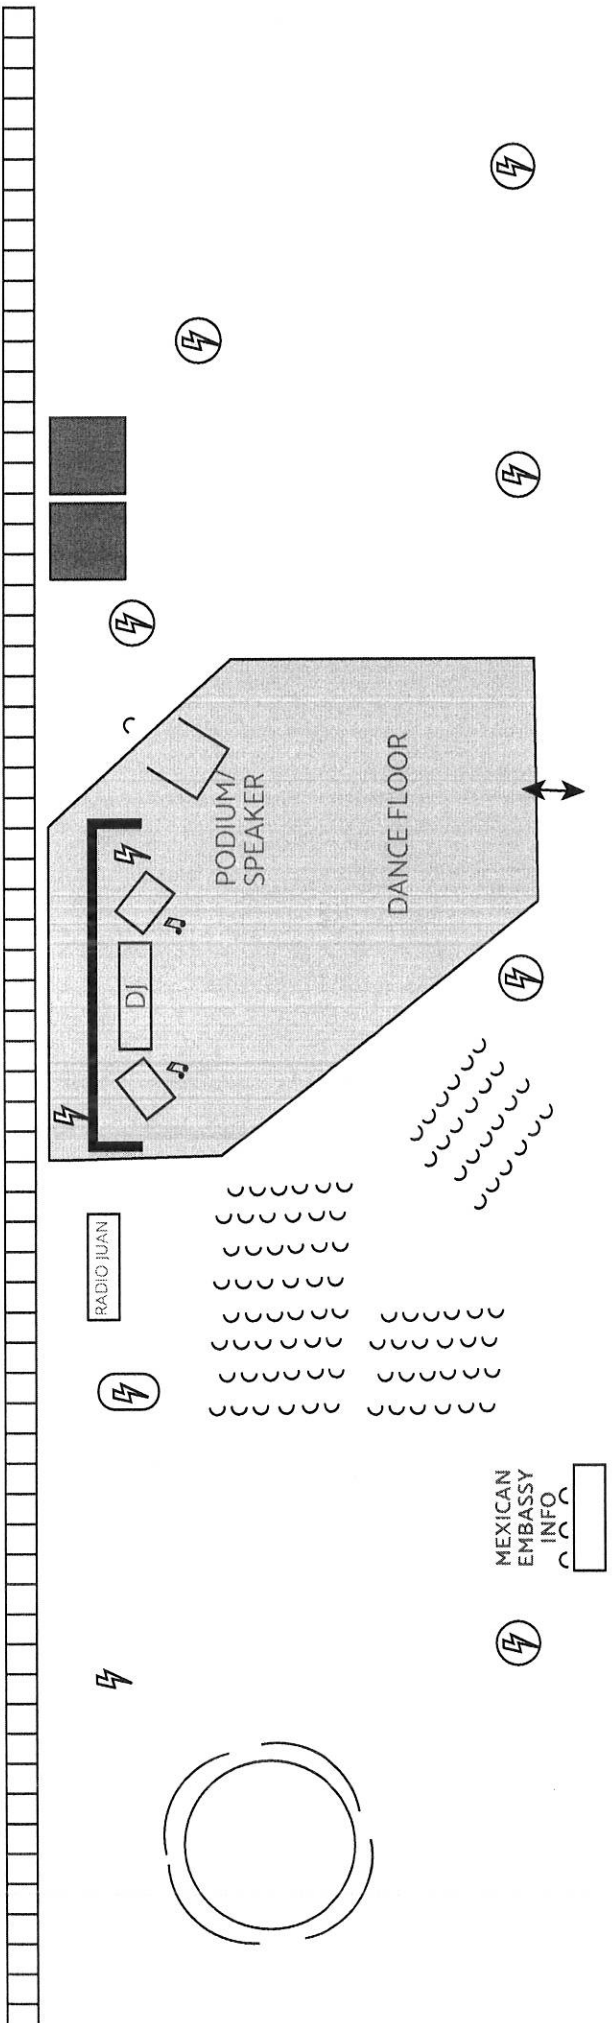 PODIUM/
SPEAKER
DANCE FLOOR
DJ
RADIO JUAN
MEXICAN
EMBASSY
INFO